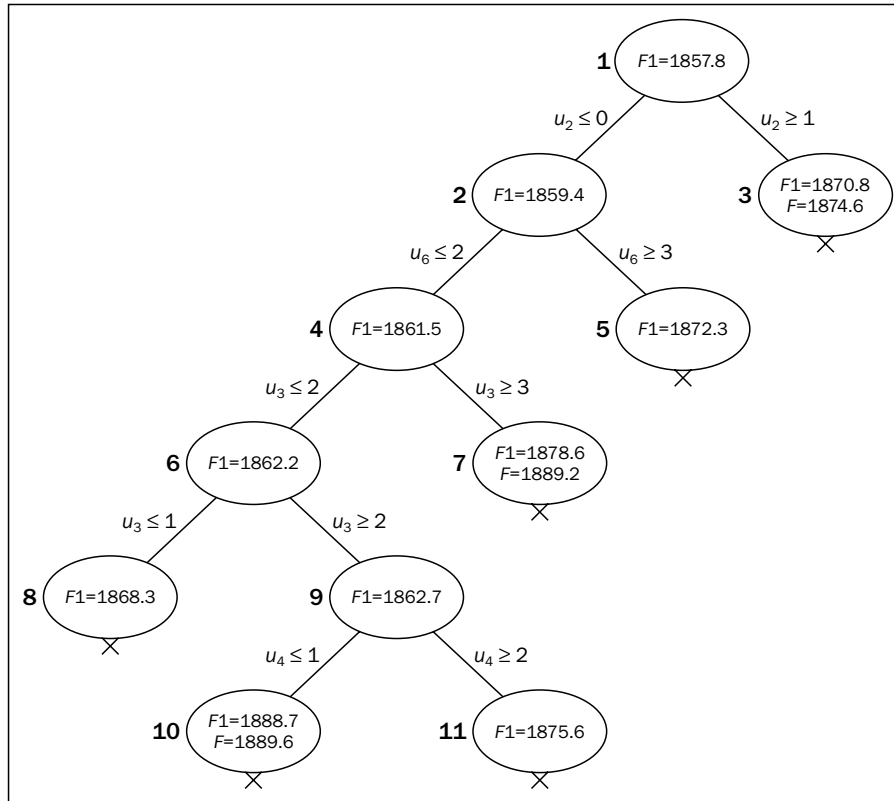 1 F1=1857.8
u₂ ≤ 0 u₂ ≥ 1
2 F1=1859.4
3 F1=1870.8
F=1874.6
u₆ ≤ 2 u₆ ≥ 3
4 F1=1861.5
5 F1=1872.3
u₃ ≤ 2 u₃ ≥ 3
6 F1=1862.2
7 F1=1878.6
F=1889.2
u₃ ≤ 1 u₃ ≥ 2
8 F1=1868.3
9 F1=1862.7
u₄ ≤ 1 u₄ ≥ 2
10 F1=1888.7
F=1889.6
11 F1=1875.6